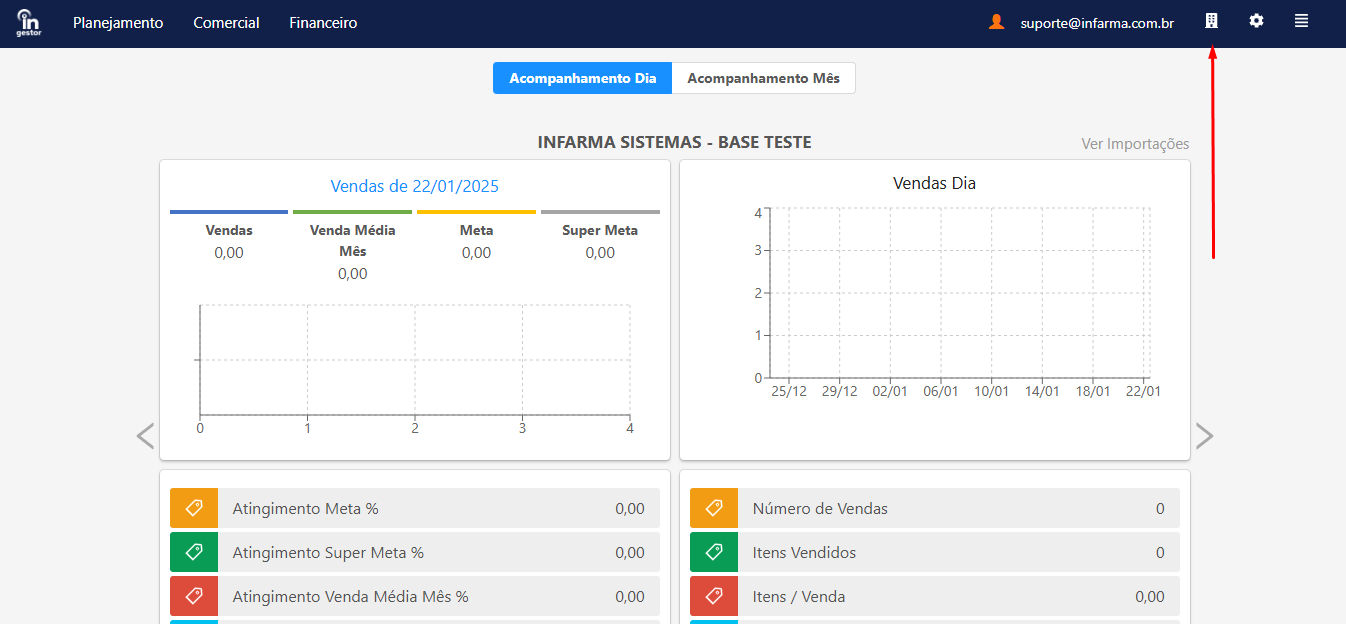 in
gestor
Planejamento
Comercial
Financeiro
suporte@infarma.com.br
Acompanhamento Dia
Acompanhamento Mês
INFARMA SISTEMAS - BASE TESTE
Ver Importações
Vendas de 22/01/2025
Vendas
0,00
Venda Média
Mês
0,00
Meta
0,00
Super Meta
0,00
0 1 2 3 4
Vendas Dia
4
3
2
1
0
25/12 29/12 02/01 06/01 10/01 14/01 18/01 22/01
Atingimento Meta % 0,00
Atingimento Super Meta % 0,00
Atingimento Venda Média Mês % 0,00
Número de Vendas 0
Itens Vendidos 0
Itens / Venda 0,00